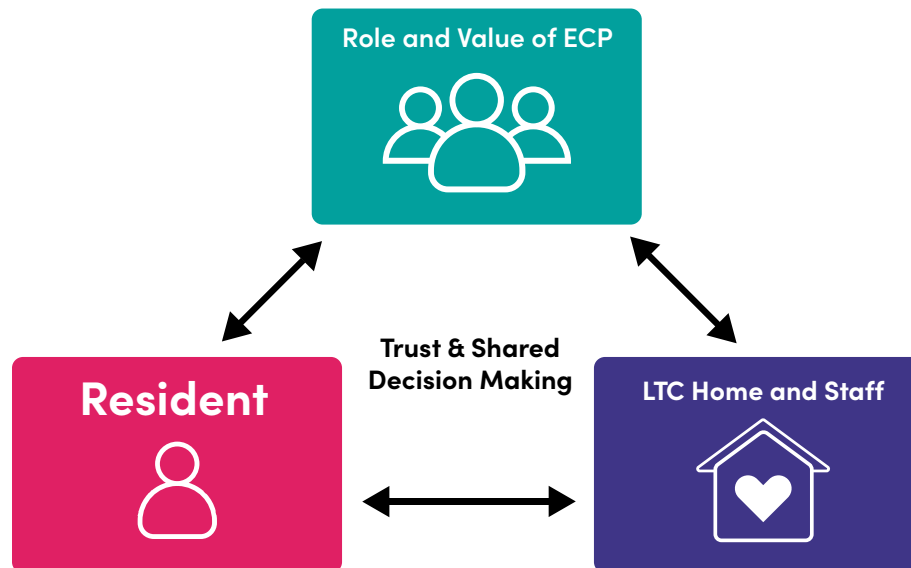 Role and Value of ECP
Trust & Shared
Decision Making
Resident
LTC Home and Staff